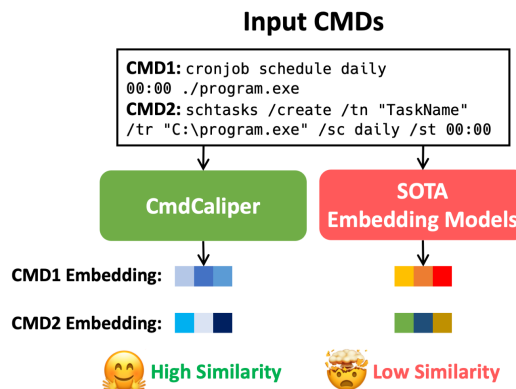 Input CMDs
CMD1: cronjob schedule daily
00:00 ./program.exe
CMD2: schtasks /create /tn "TaskName"
/tr "C:\program.exe" /sc daily /st 00:00
CmdCaliper
SOTA
Embedding Models
CMD1 Embedding:
CMD2 Embedding:
High Similarity
Low Similarity